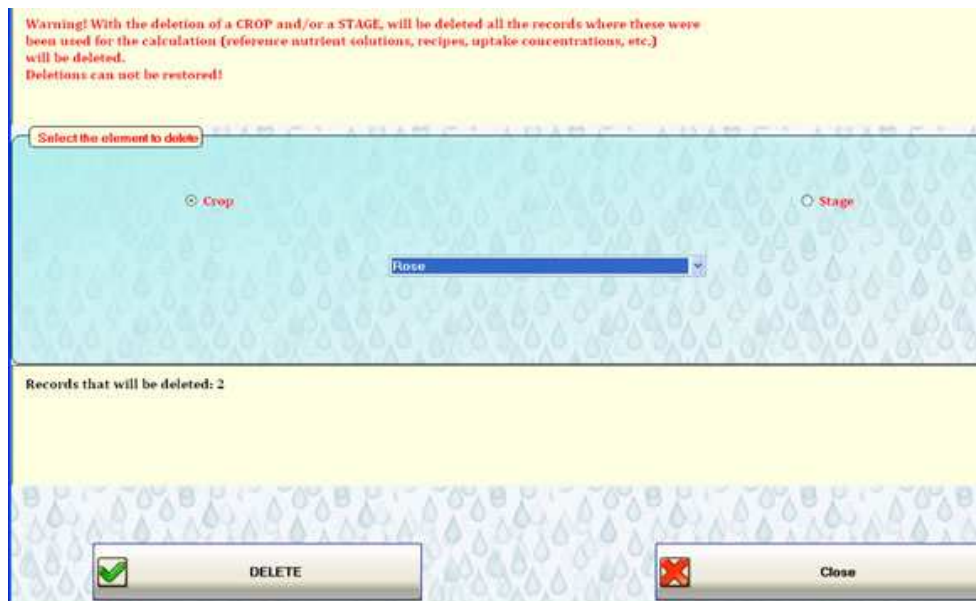 Warning! With the deletion of a CROP and/or a STAGE, will be deleted all the records where these were
been used for the calculation (reference nutrient solutions, recipes, uptake concentrations, etc.)
will be deleted.
Deletions can not be restored!
Select the element to delete
Crop
Stage
Rose
Records that will be deleted: 2
DELETE
Close